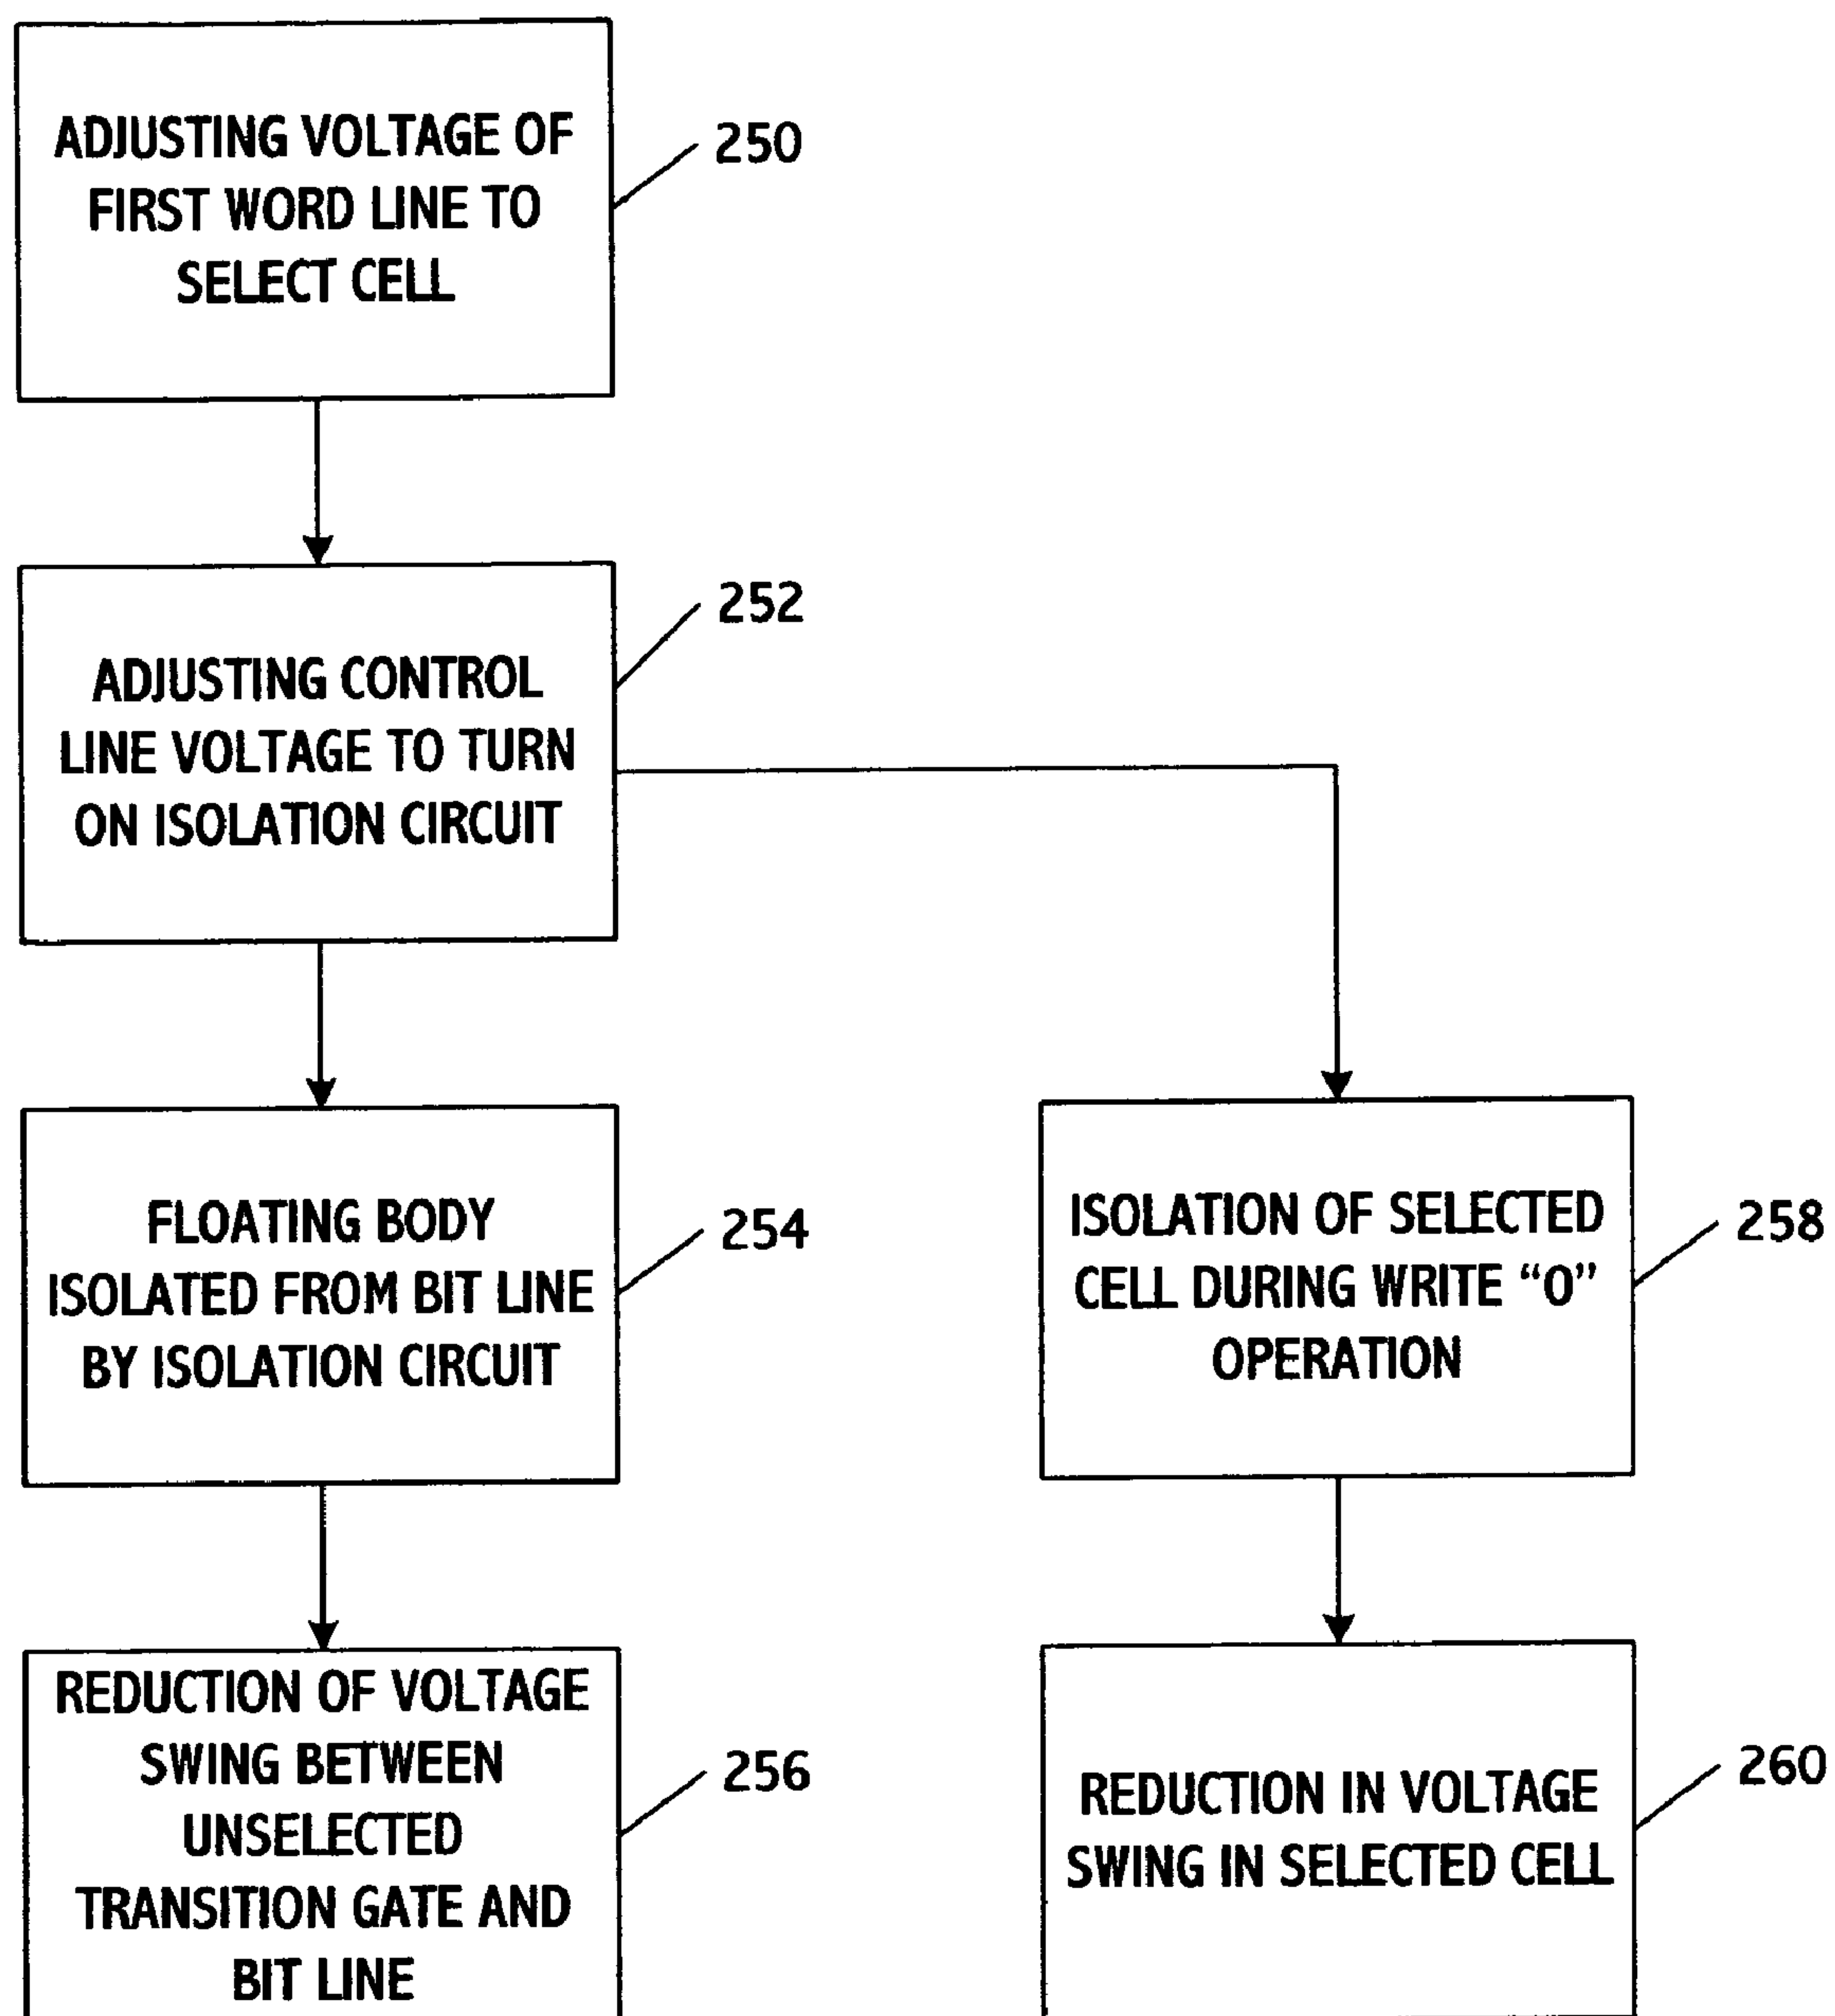 ADJUSTING VOLTAGE OF
FIRST WORD LINE TO
SELECT CELL
250
ADJUSTING CONTROL
LINE VOLTAGE TO TURN
ON ISOLATION CIRCUIT
252
FLOATING BODY
ISOLATED FROM BIT LINE
BY ISOLATION CIRCUIT
254
ISOLATION OF SELECTED
CELL DURING WRITE “0”
OPERATION
258
REDUCTION OF VOLTAGE
SWING BETWEEN
UNSELECTED
TRANSITION GATE AND
BIT LINE
256
REDUCTION IN VOLTAGE
SWING IN SELECTED CELL
260